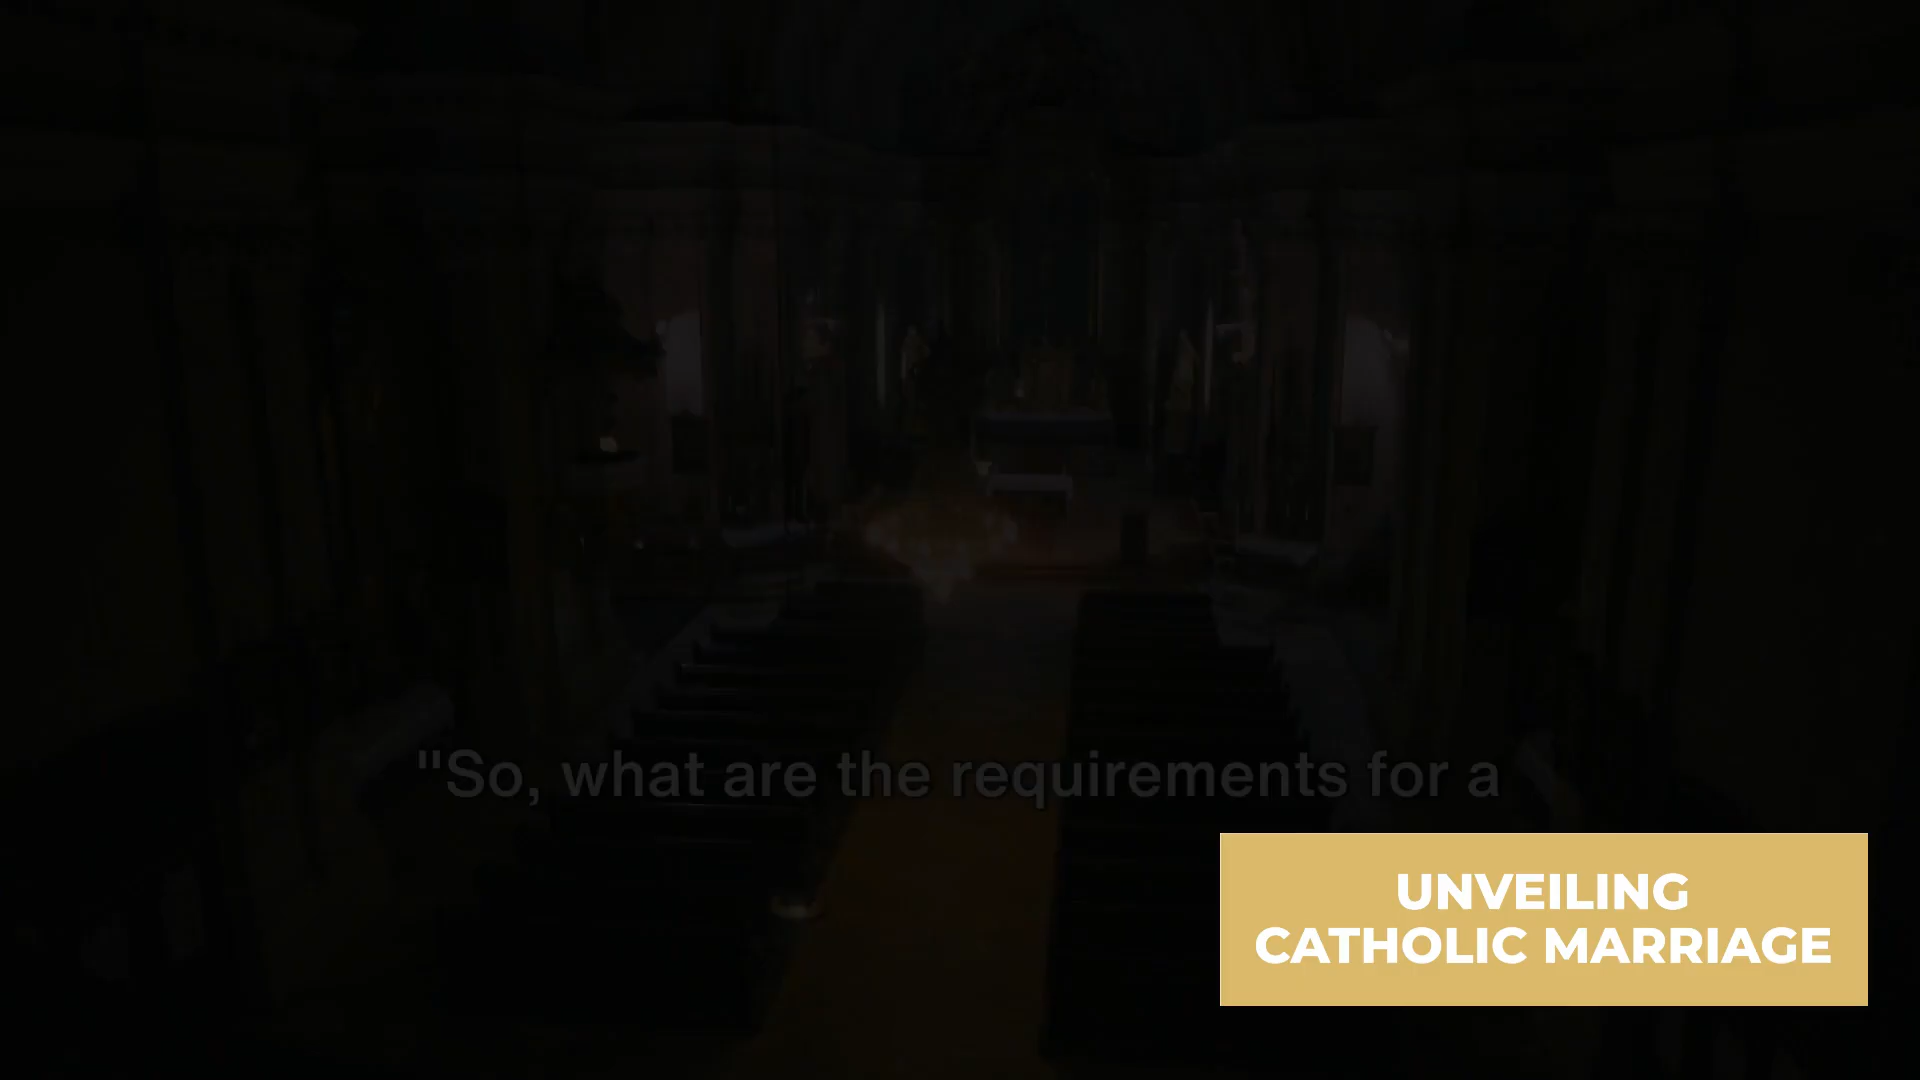 "So, what are the requirements for a
UNVEILING
CATHOLIC MARRIAGE